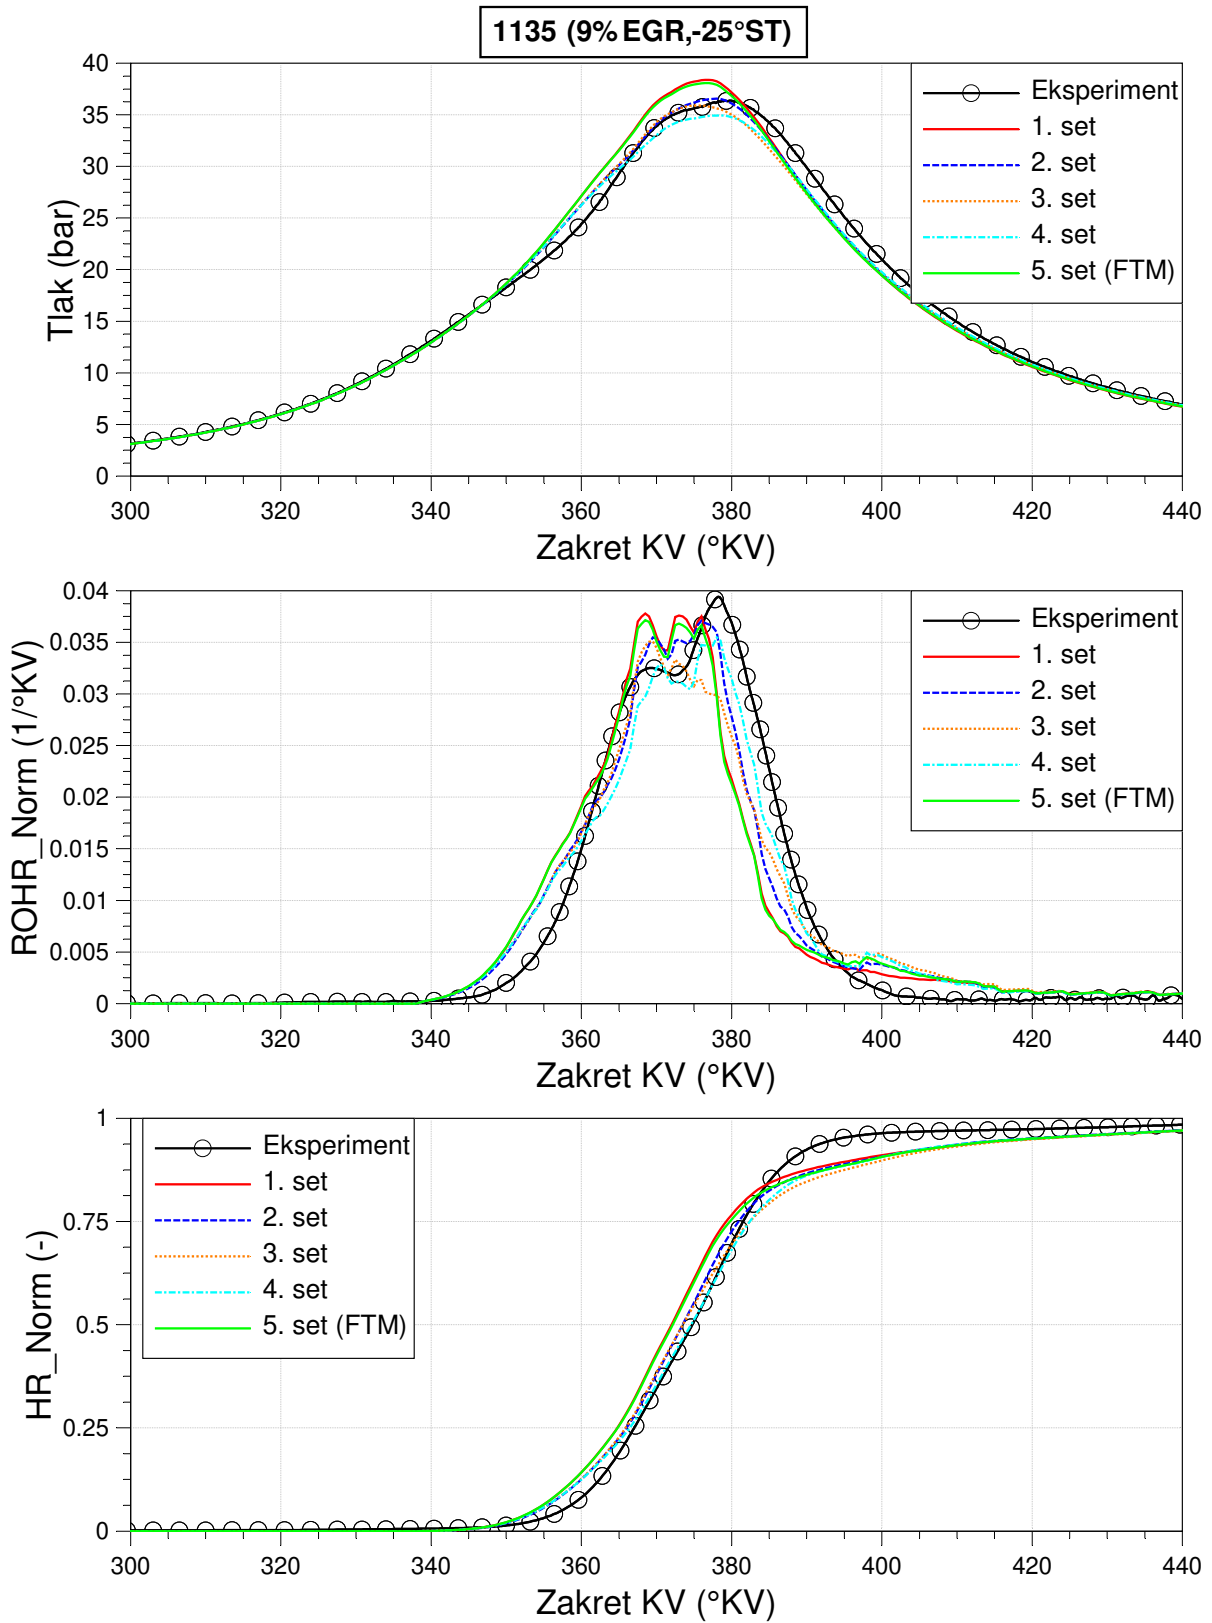 1135 (9% EGR,-25°ST)
40
35
30
25
20
15
10
5
0
Tlak (bar)
Eksperiment
1. set
2. set
3. set
4. set
5. set (FTM)
300 320 340 360 380 400 420 440
Zakret KV (°KV)
0.04
0.035
0.03
0.025
0.02
0.015
0.01
0.005
0
ROHR_Norm (1/°KV)
Eksperiment
1. set
2. set
3. set
4. set
5. set (FTM)
300 320 340 360 380 400 420 440
Zakret KV (°KV)
1
0.75
0.5
0.25
0
HR_Norm (-)
Eksperiment
1. set
2. set
3. set
4. set
5. set (FTM)
300 320 340 360 380 400 420 440
Zakret KV (°KV)